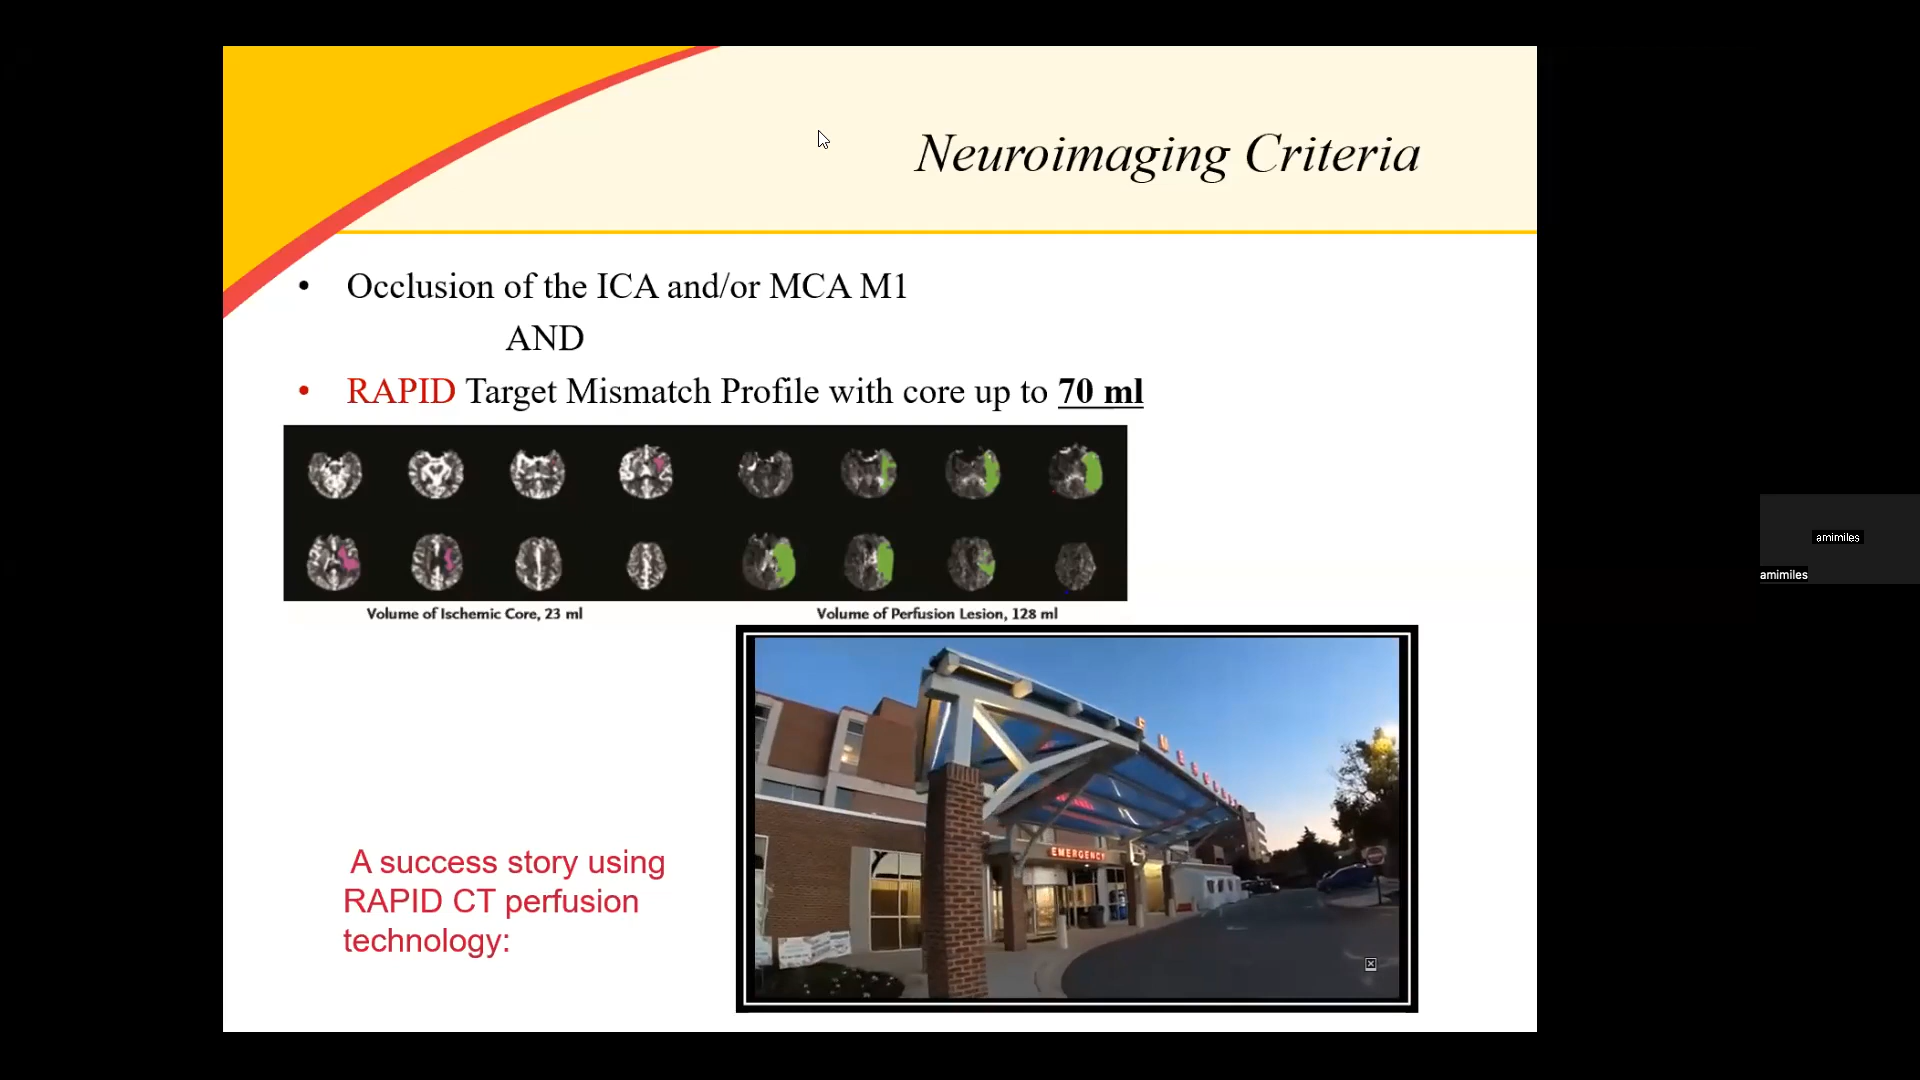 Neuroimaging Criteria
• Occlusion of the ICA and/or MCA M1
AND
• RAPID Target Mismatch Profile with core up to 70 ml
Volume of Ischemic Core, 23 ml
Volume of Perfusion Lesion, 128 ml
EMERGENCY
EMERGENCY
A success story using
RAPID CT perfusion
technology:
amimiles
amimiles